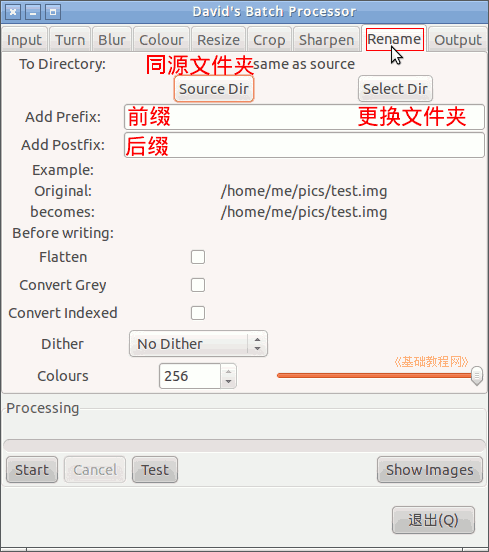 David's Batch Processor
Input Turn Blur Colour Resize Crop Sharpen Rename Output
To Directory: 同源文件夹 same as source
Source Dir Select Dir
Add Prefix: 前缀 更换文件夹
Add Postfix: 后缀
Example:
Original: /home/me/pics/test.img
becomes: /home/me/pics/test.img
Before writing:
Flatten
Convert Grey
Convert Indexed
Dither No Dither
《基础教程网》
Colours 256
Processing
Start Cancel Test Show Images
退出(Q)